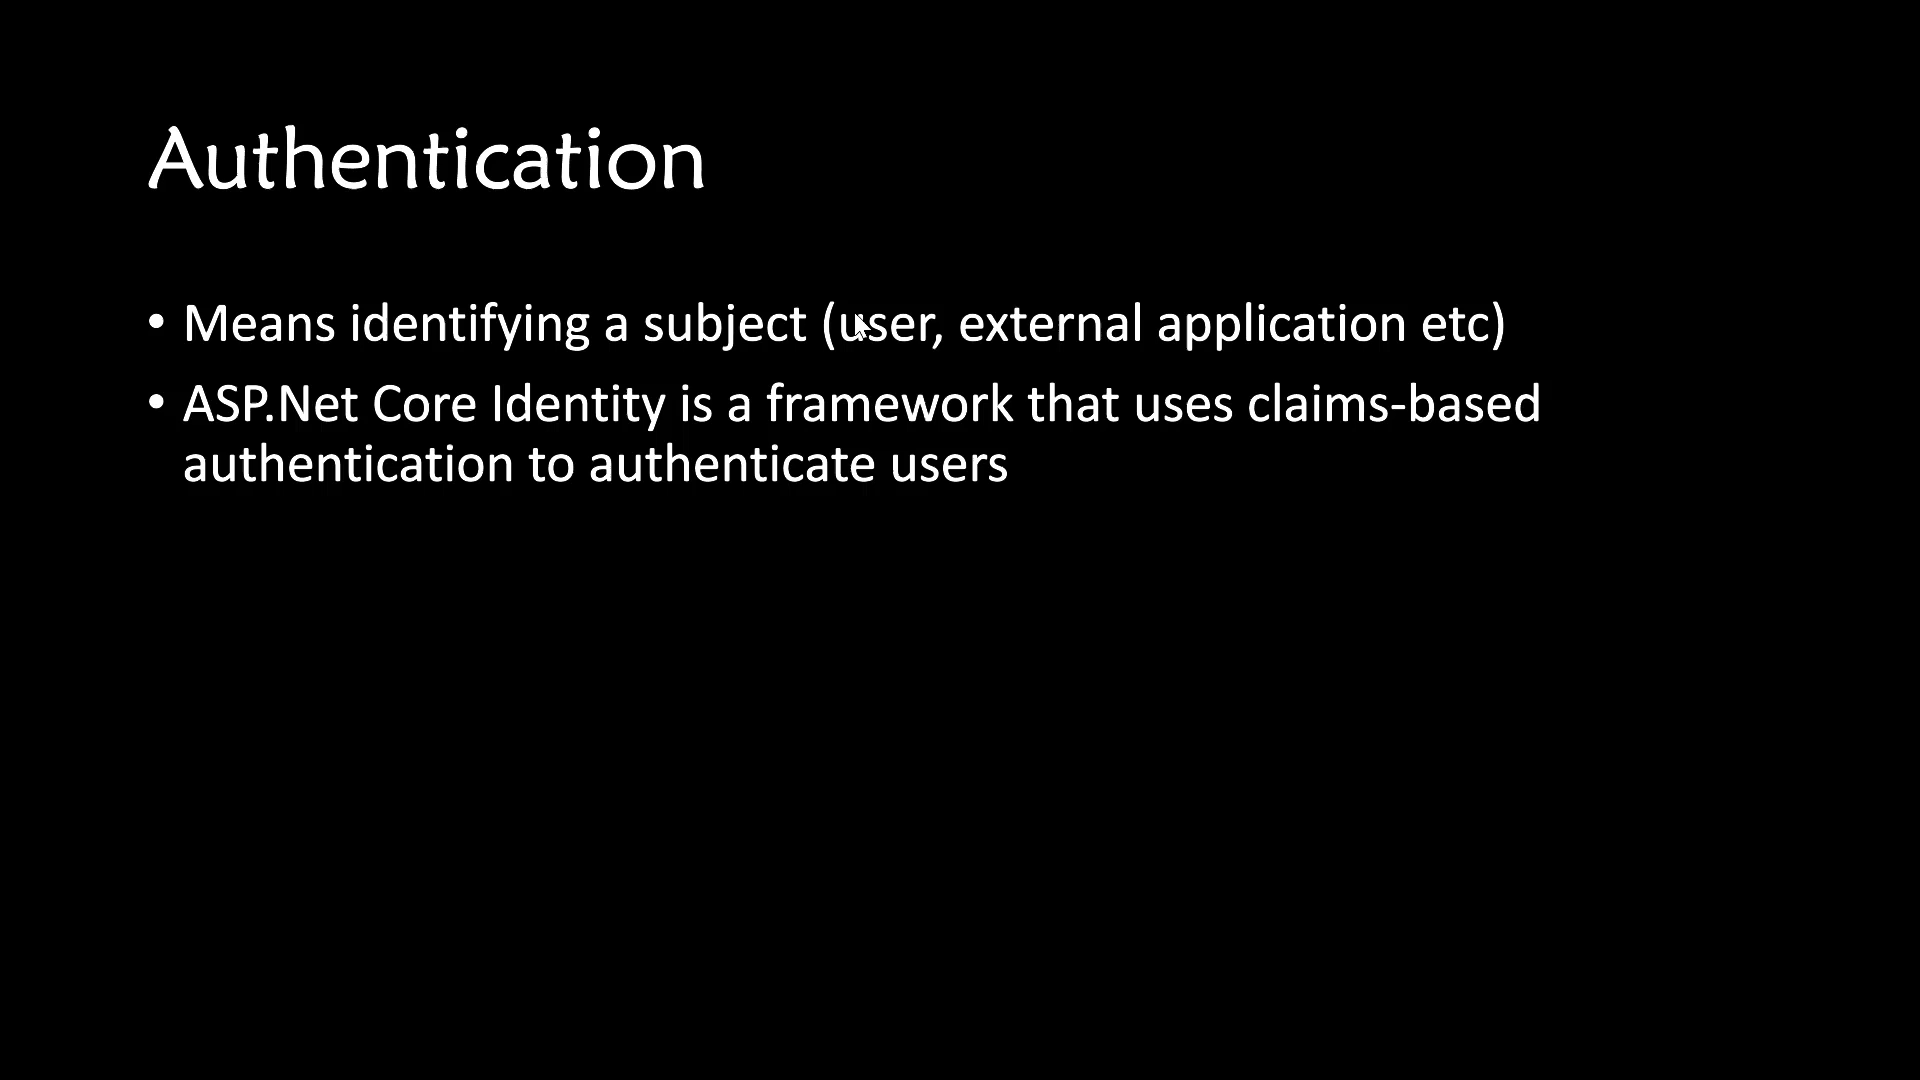 Authentication
• Means identifying a subject (user, external application etc)
• ASP.Net Core Identity is a framework that uses claims-based
authentication to authenticate users